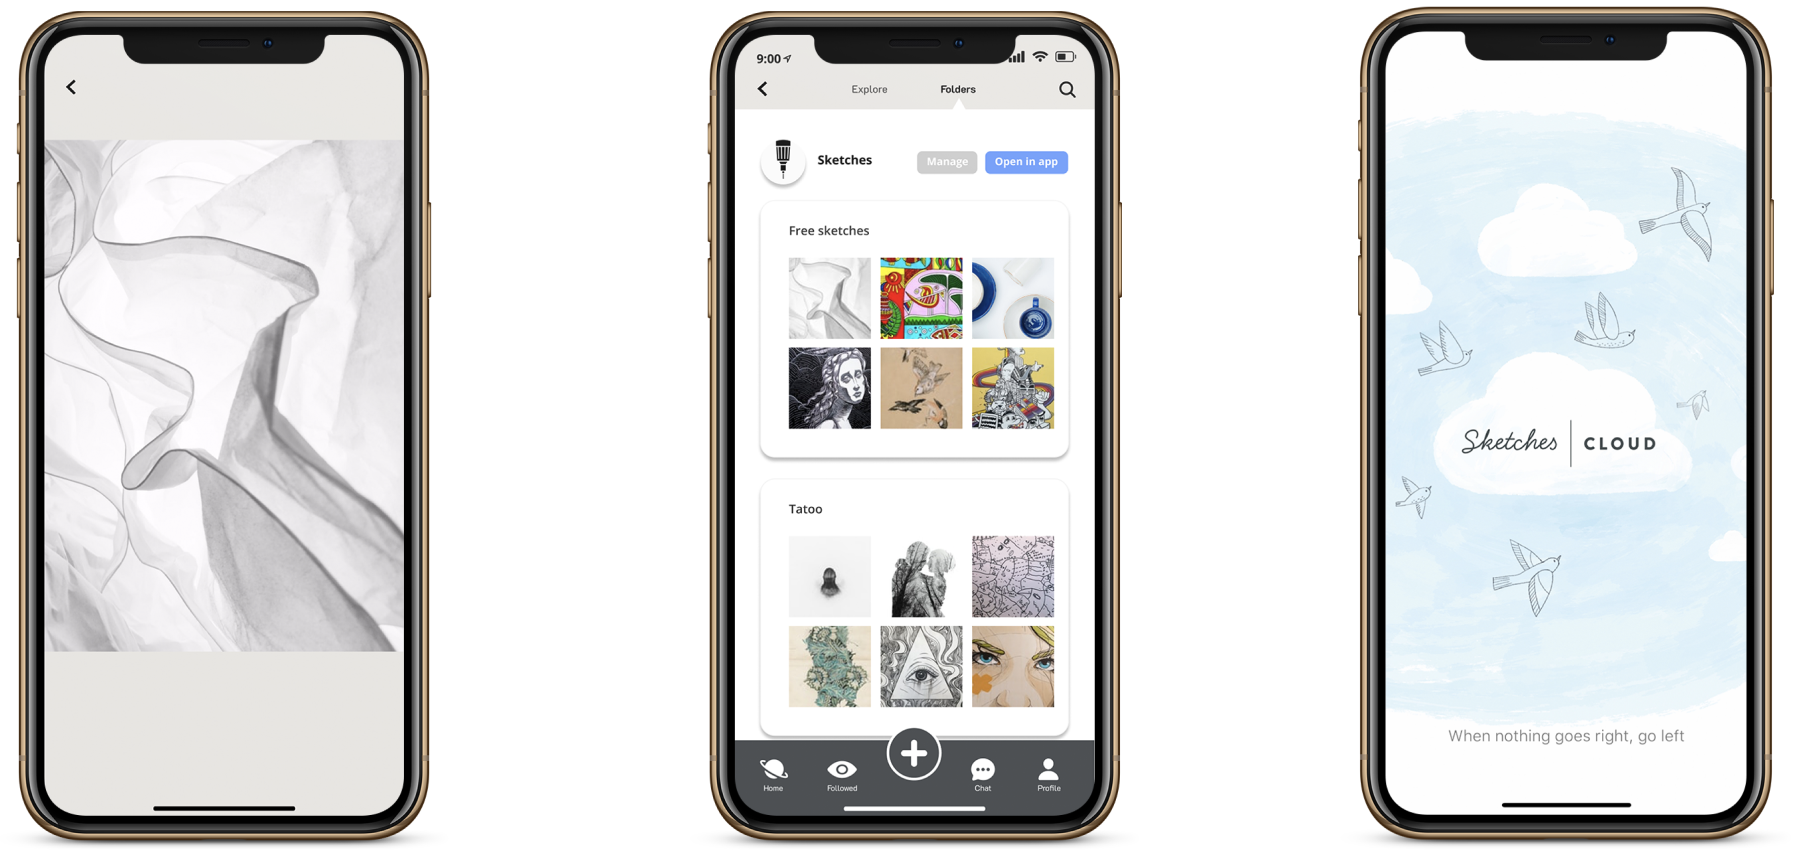 9:00
Explore
Folders
Sketches
Manage
Open in app
Free sketches
Tatoo
Home
Followed
Chat
Profile
Sketches | CLOUD
When nothing goes right, go left